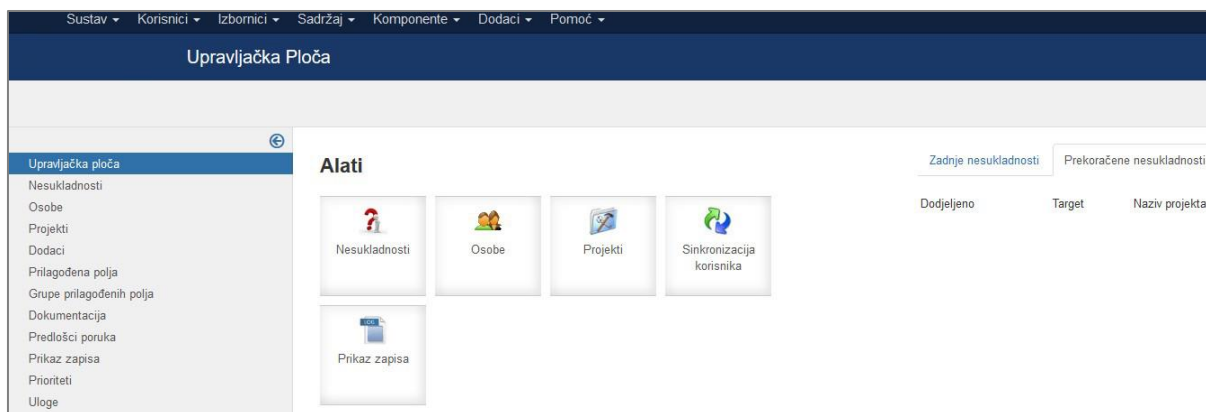 Sustav Korisnici Izbornici Sadržaj Komponente Dodaci Pomoć
Upravljačka Ploča
Upravljačka ploča
Nesukladnosti
Osobe
Projekti
Dodaci
Prilagođena polja
Grupe prilagođenih polja
Dokumentacija
Predlošci poruka
Prikaz zapisa
Prioriteti
Uloge
Alati
Nesukladnosti
Osobe
Projekti
Sinkronizacija
korisnika
LOG
Prikaz zapisa
Zadnje nesukladnosti Prekoračene nesukladnosti
Dodjeljeno Target Naziv projekta